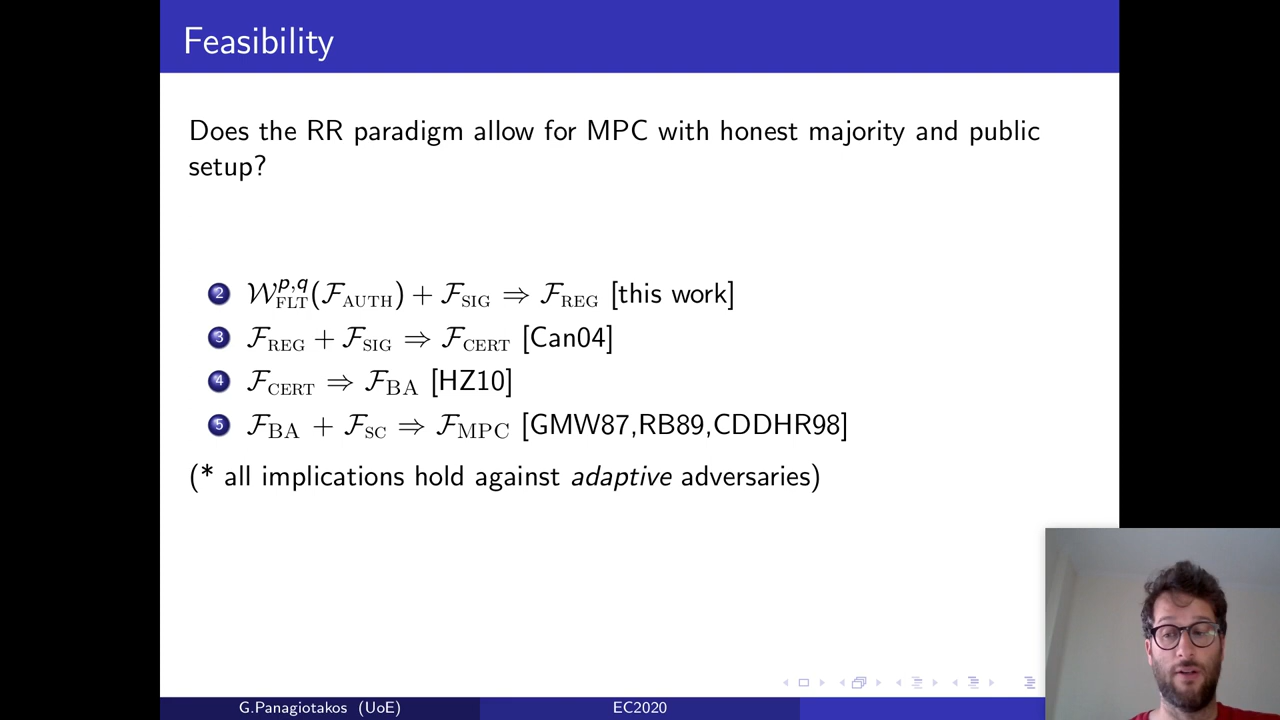 Feasibility
Does the RR paradigm allow for MPC with honest majority and public
setup?
2 𝒲_FLT^{p,q}(ℱ_AUTH) + ℱ_SIG ⇒ ℱ_REG [this work]
3 ℱ_REG + ℱ_SIG ⇒ ℱ_CERT [Can04]
4 ℱ_CERT ⇒ ℱ_BA [HZ10]
5 ℱ_BA + ℱ_SC ⇒ ℱ_MPC [GMW87,RB89,CDDHR98]
(* all implications hold against adaptive adversaries)
G.Panagiotakos (UoE) EC2020